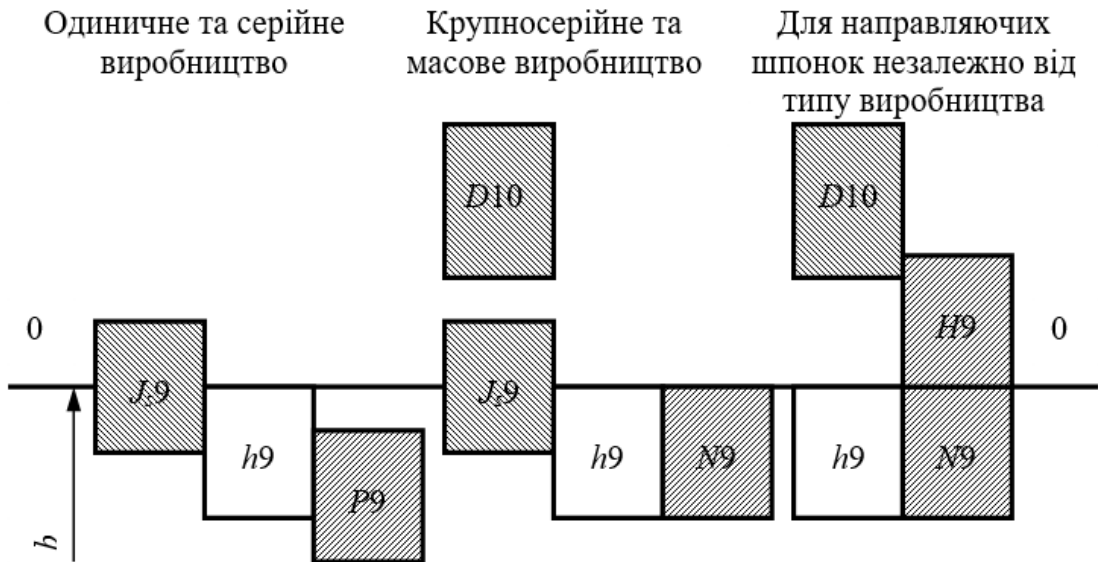 Одиничне та серійне
виробництво
Крупносерійне та
масове виробництво
Для направляючих
шпонок незалежно від
типу виробництва
D10
D10
0
H9
0
Js9
Js9
h9
P9
h9
N9
h9
N9
b